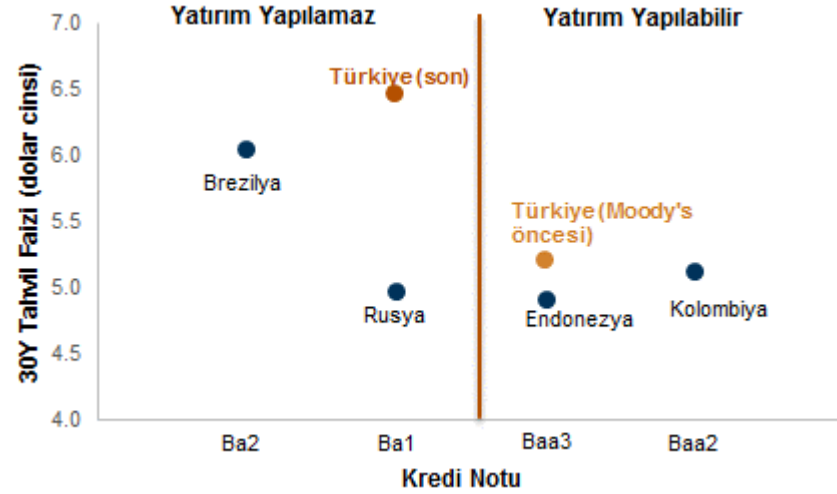 Yatırım Yapılamaz
Yatırım Yapılabilir
30Y Tahvil Faizi (dolar cinsi)
7.0
6.5
6.0
5.5
5.0
4.5
4.0
Türkiye (son)
Brezilya
Rusya
Türkiye (Moody's
öncesi)
Endonezya
Kolombiya
Ba2
Ba1
Baa3
Baa2
Kredi Notu